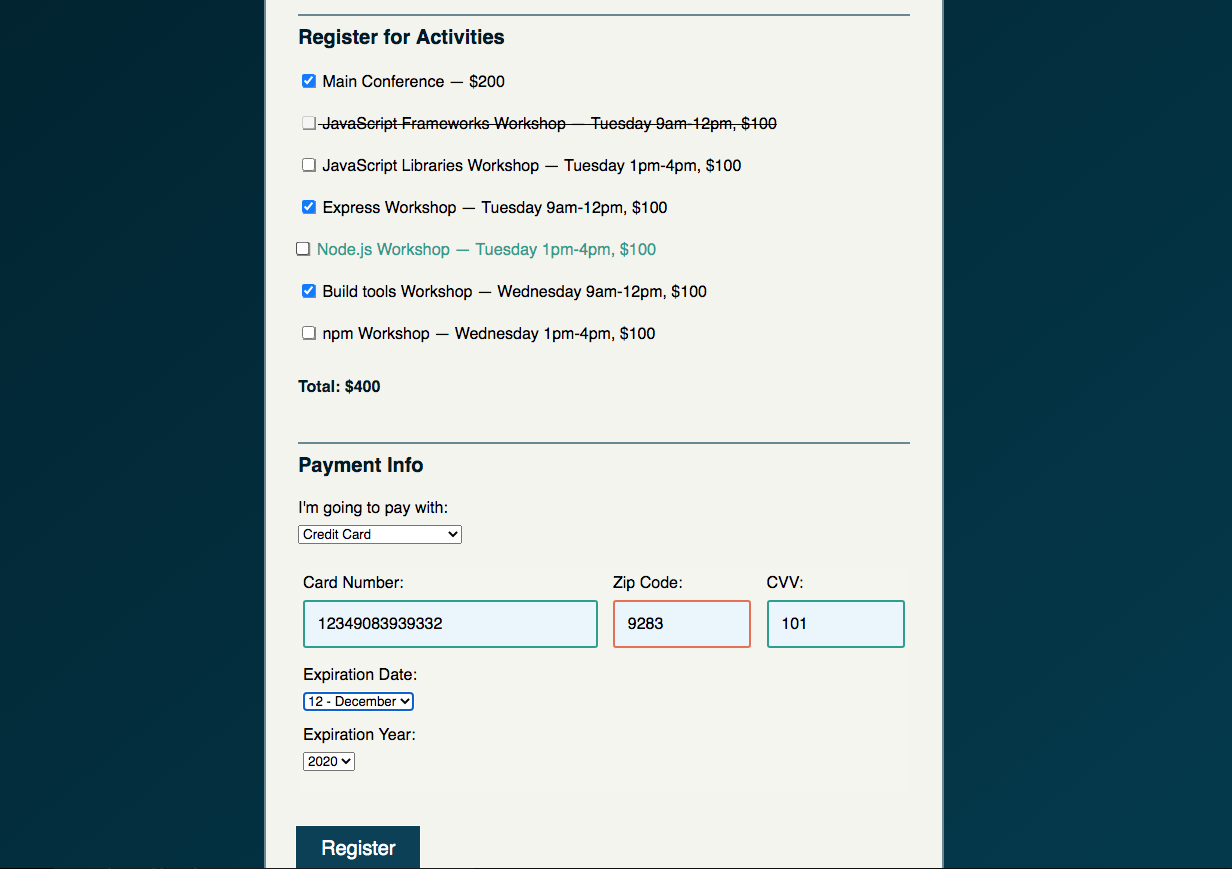 Register for Activities
Main Conference — $200
JavaScript Frameworks Workshop — Tuesday 9am-12pm, $100
JavaScript Libraries Workshop — Tuesday 1pm-4pm, $100
Express Workshop — Tuesday 9am-12pm, $100
Node.js Workshop — Tuesday 1pm-4pm, $100
Build tools Workshop — Wednesday 9am-12pm, $100
npm Workshop — Wednesday 1pm-4pm, $100
Total: $400
Payment Info
I'm going to pay with:
Credit Card
Card Number: Zip Code: CVV:
12349083939332 9283 101
Expiration Date:
12 - December
Expiration Year:
2020
Register